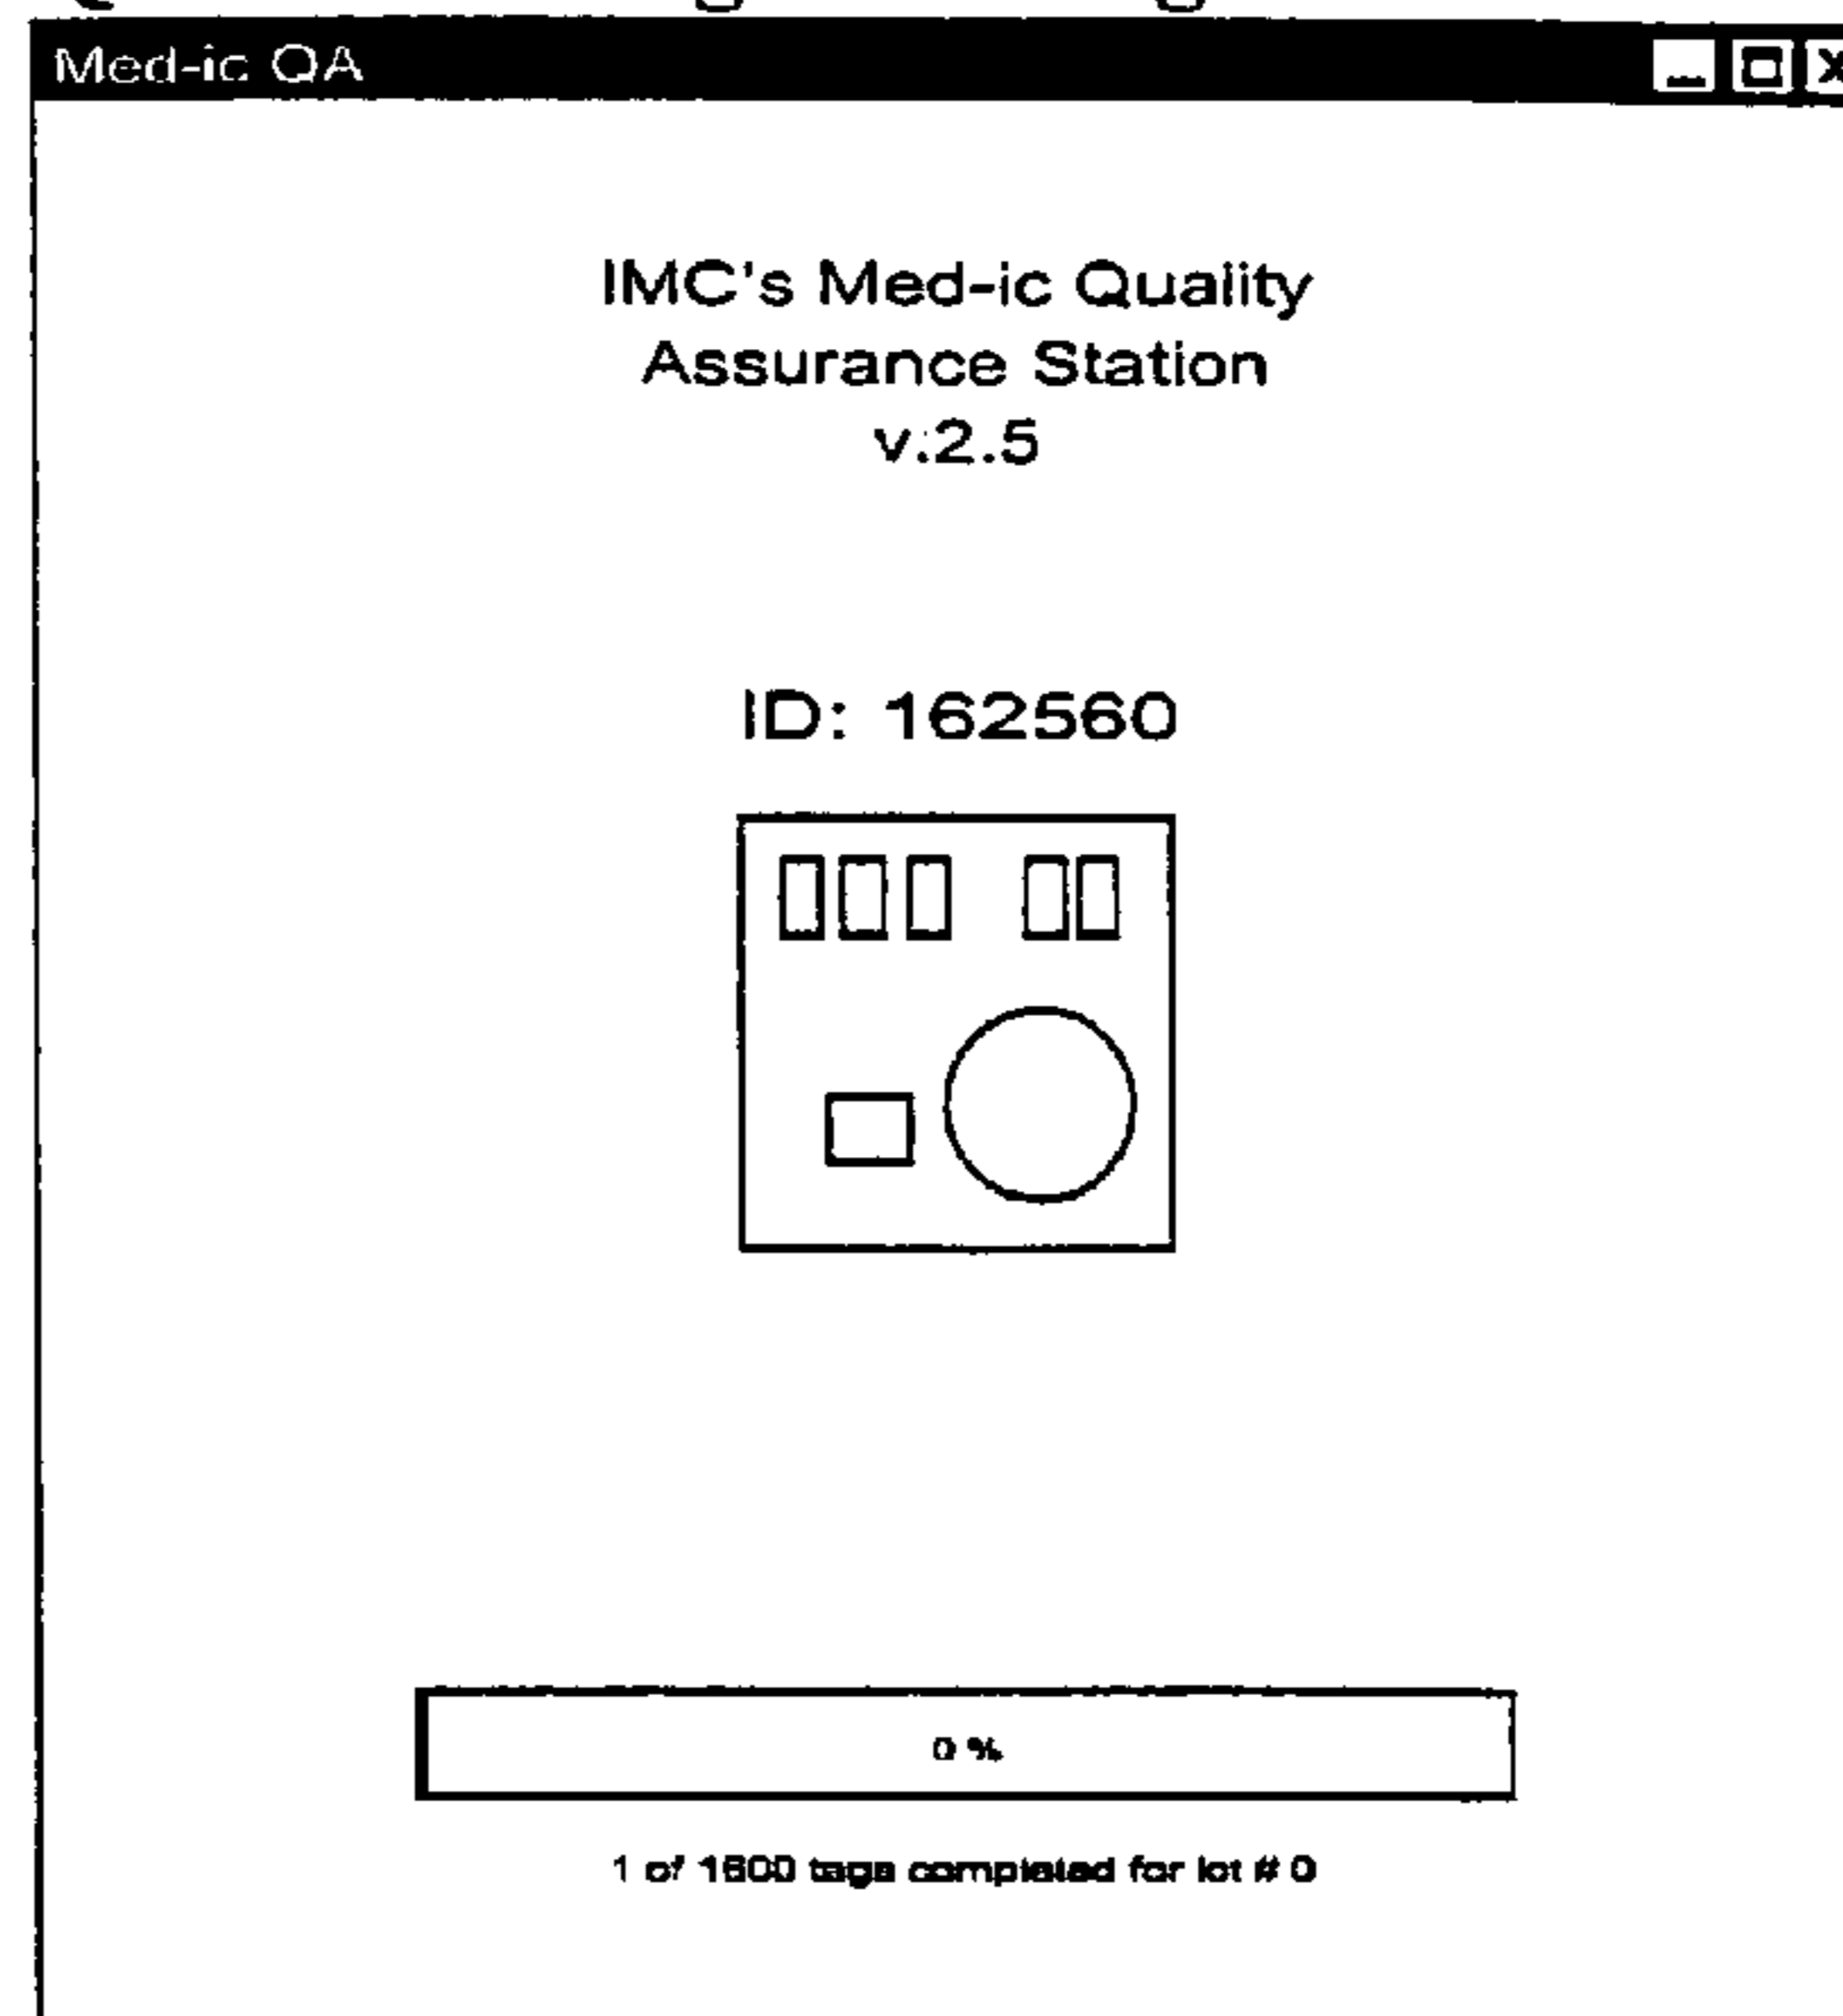 Med-ic QA
IMC's Med-ic Quality
Assurance Station
v.2.5
ID: 162560
0 %
1 of tags completed for lot # 0